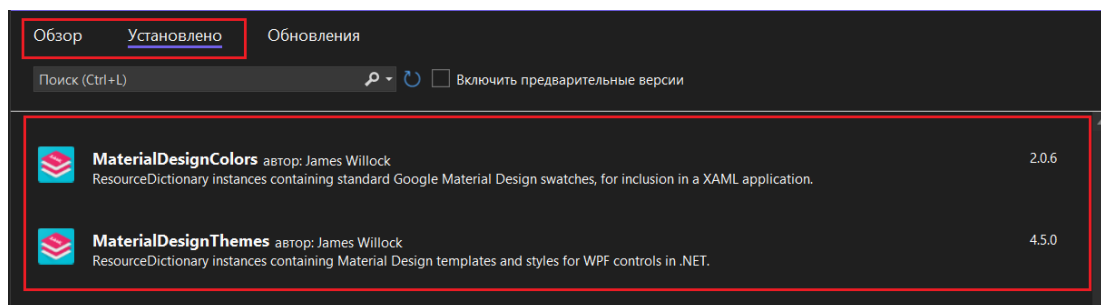 Обзор Установлено Обновления
Поиск (Ctrl+L) Включить предварительные версии
MaterialDesignColors автор: James Willock 2.0.6
ResourceDictionary instances containing standard Google Material Design swatches, for inclusion in a XAML application.
MaterialDesignThemes автор: James Willock 4.5.0
ResourceDictionary instances containing Material Design templates and styles for WPF controls in .NET.